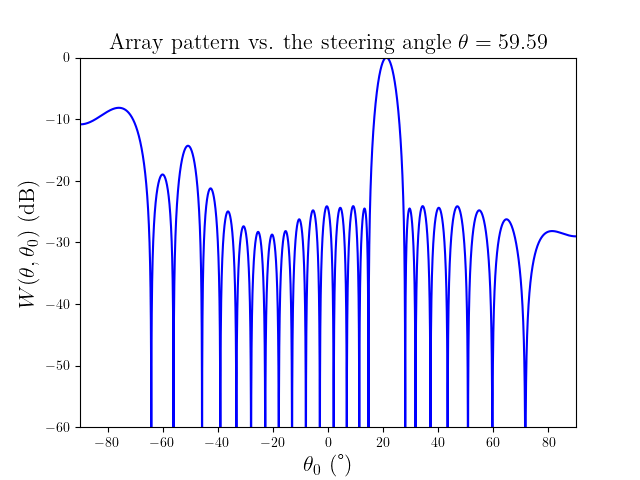 Array pattern vs. the steering angle θ = 59.59
W(θ, θ₀) (dB)
0
−10
−20
−30
−40
−50
−60
−80 −60 −40 −20 0 20 40 60 80
θ₀ (°)